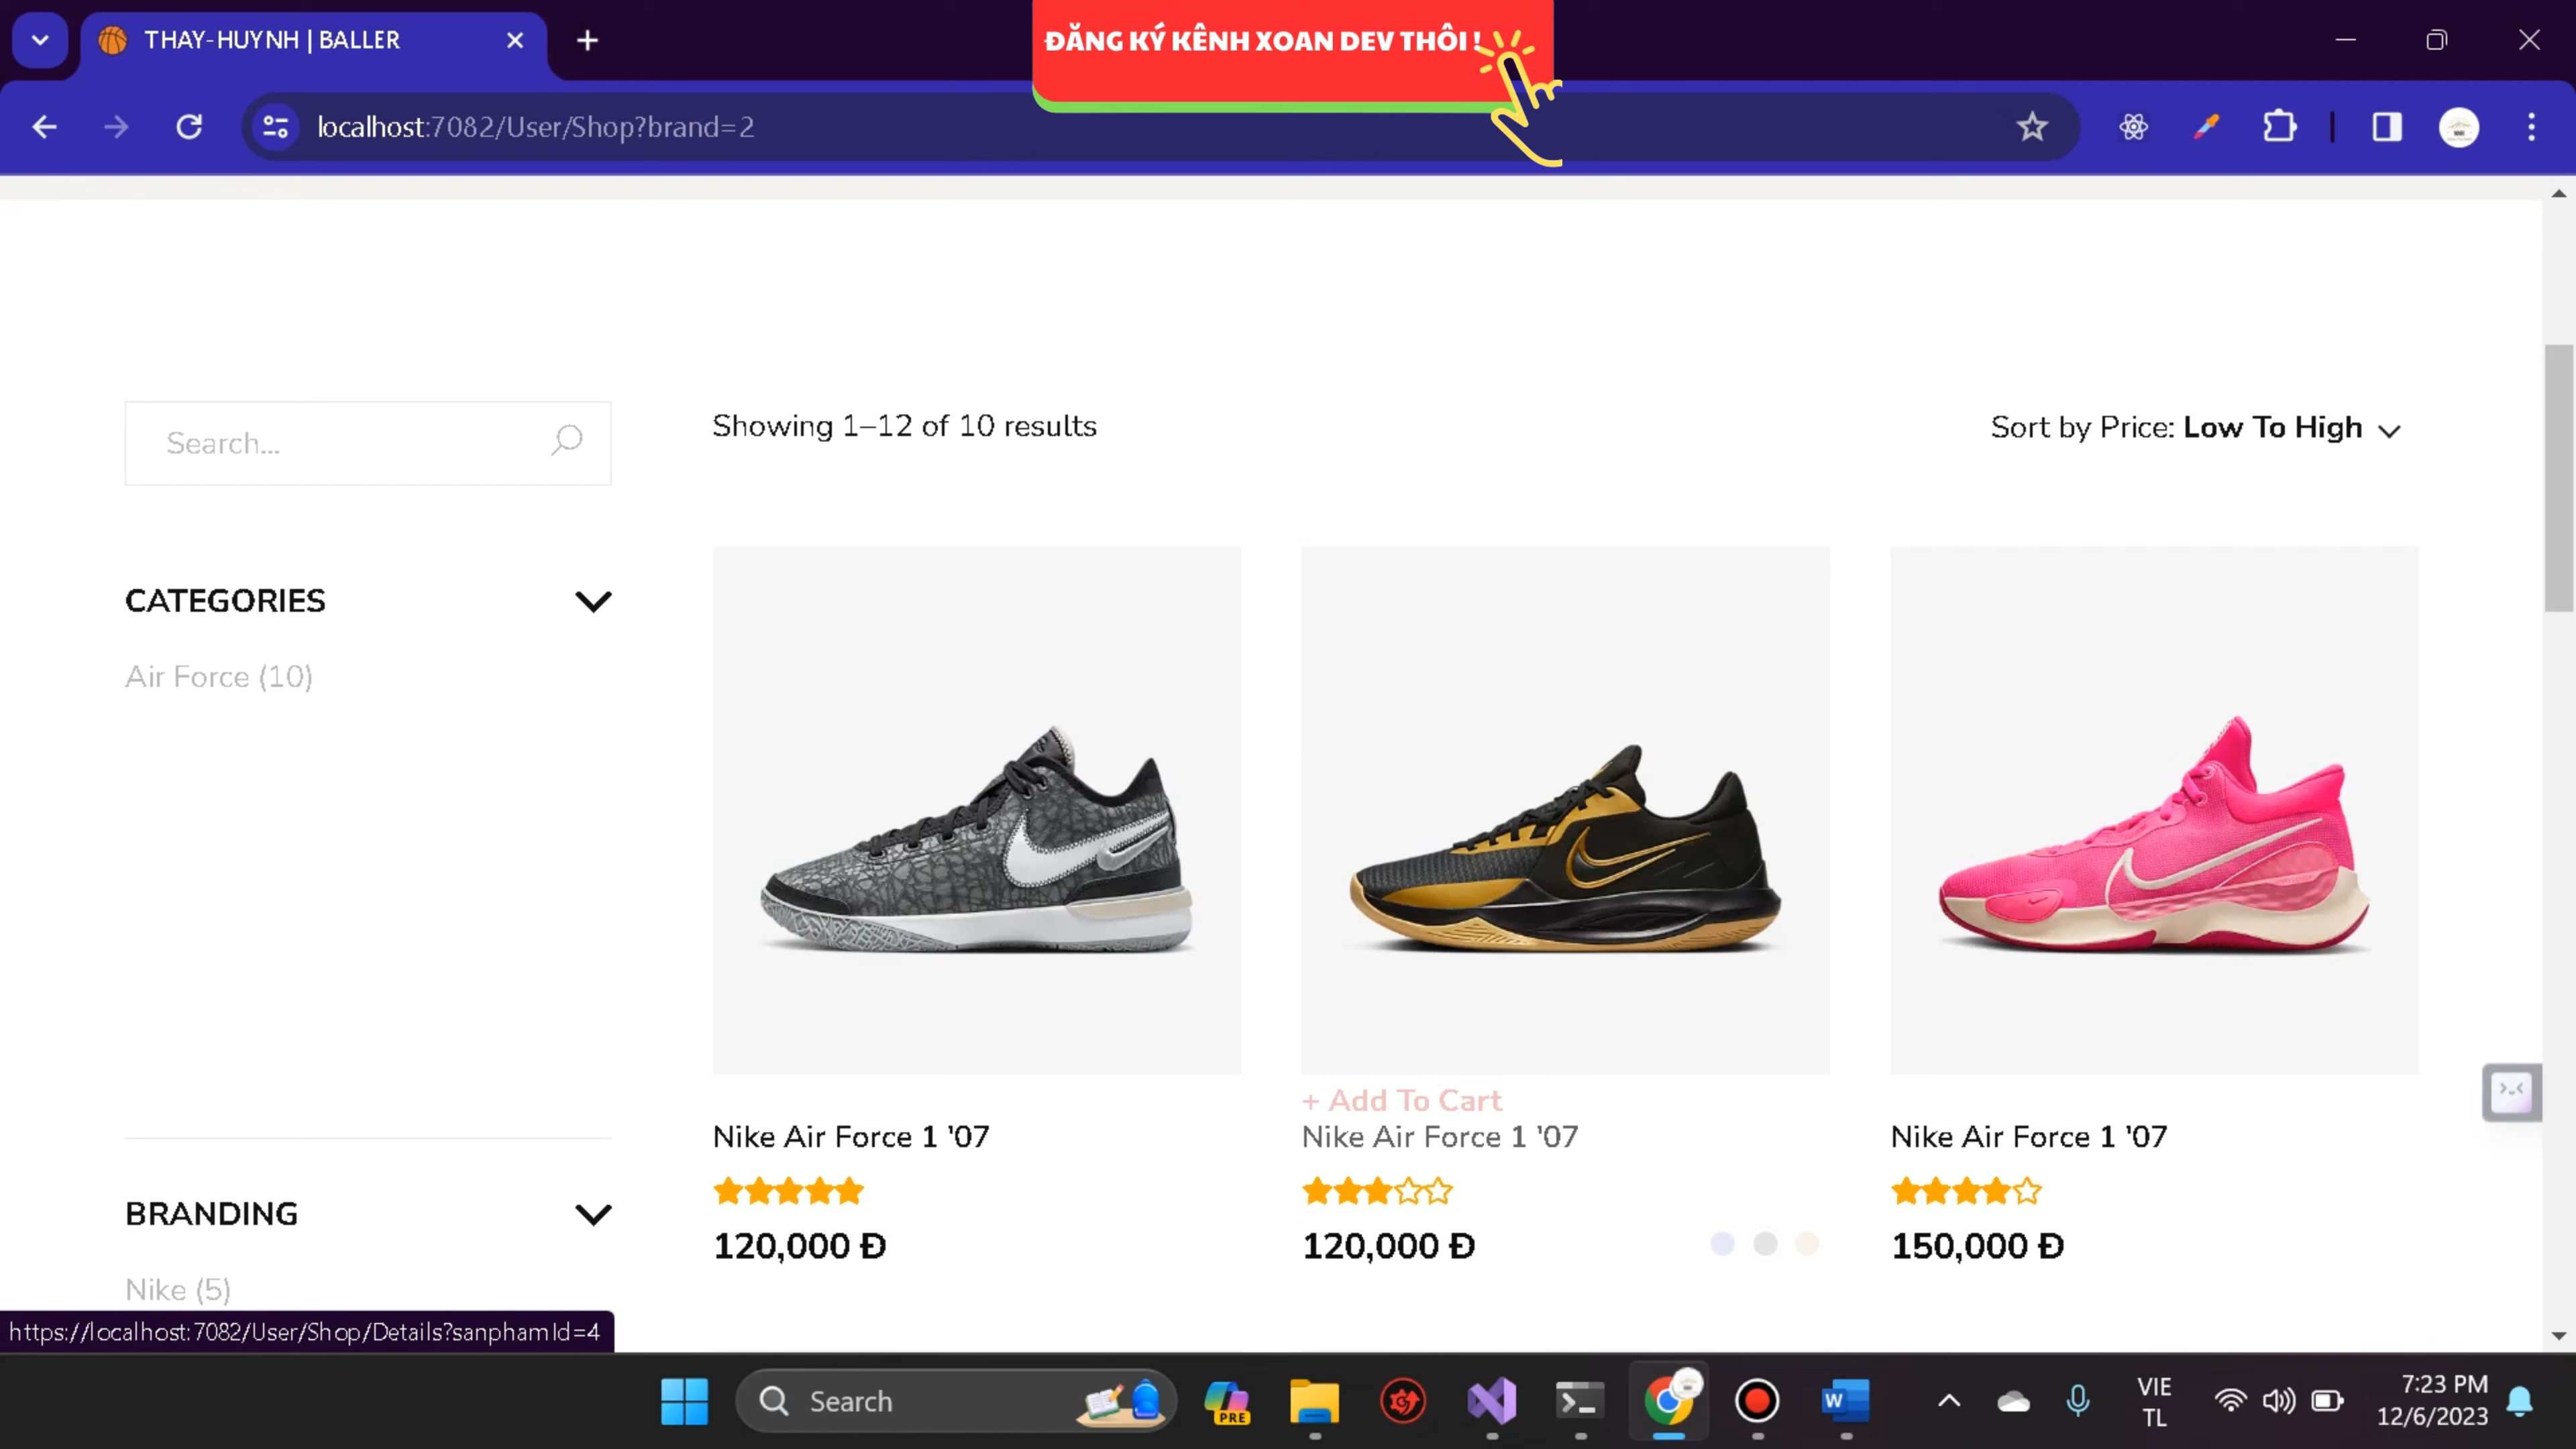 THAY-HUYNH | BALLER
ĐĂNG KÝ KÊNH XOAN DEV THÔI !
localhost:7082/User/Shop?brand=2
Search...
Showing 1–12 of 10 results
Sort by Price: Low To High
CATEGORIES
Air Force (10)
+ Add To Cart
Nike Air Force 1 '07
Nike Air Force 1 '07
Nike Air Force 1 '07
BRANDING
120,000 Đ
120,000 Đ
150,000 Đ
Nike (5)
https://localhost:7082/User/Shop/Details?sanphamId=4
Search
PRE
W
VIE
TL
7:23 PM
12/6/2023